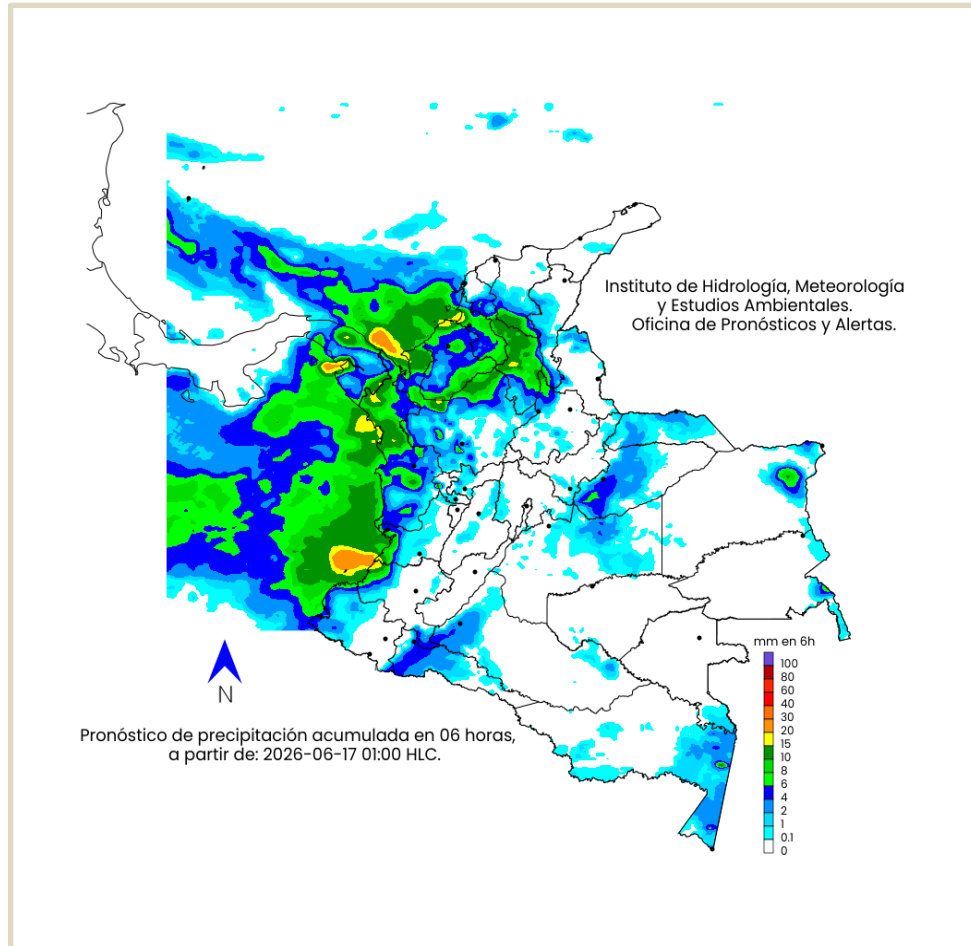 Instituto de Hidrología, Meteorología
y Estudios Ambientales.
Oficina de Pronósticos y Alertas.
mm en 6h
100
80
60
40
30
20
15
10
8
6
4
2
1
0.1
0
N
Pronóstico de precipitación acumulada en 06 horas,
a partir de: 2026-06-17 01:00 HLC.